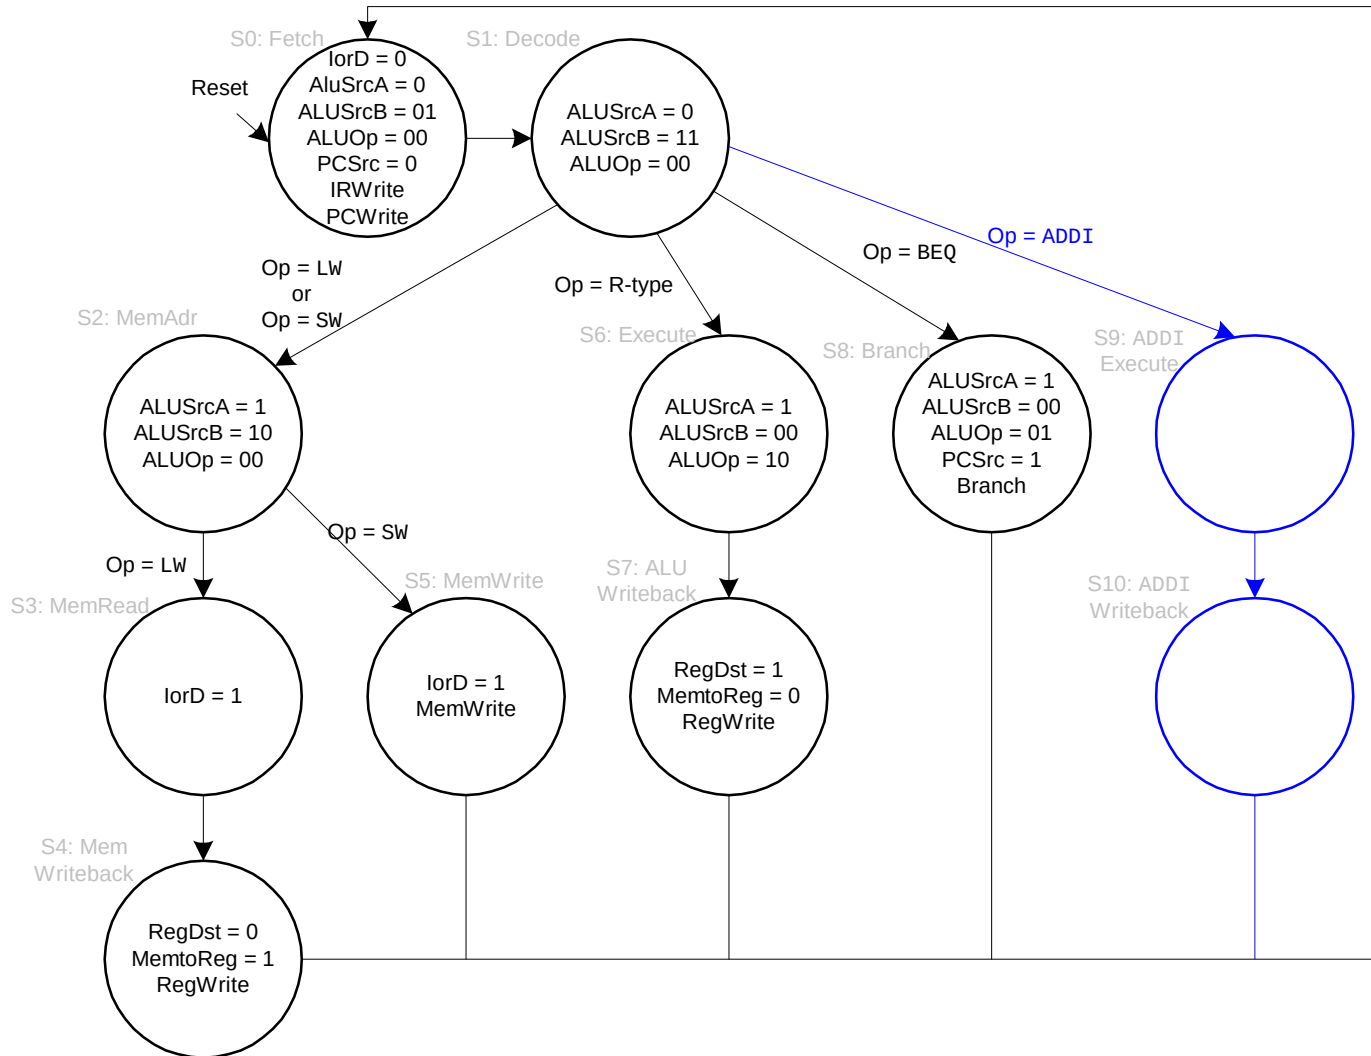 S0: Fetch
IorD = 0
AluSrcA = 0
ALUSrcB = 01
ALUOp = 00
PCSrc = 0
IRWrite
PCWrite
Reset
S1: Decode
ALUSrcA = 0
ALUSrcB = 11
ALUOp = 00
Op = LW
or
Op = SW
Op = R-type
Op = BEQ
Op = ADDI
S2: MemAdr
ALUSrcA = 1
ALUSrcB = 10
ALUOp = 00
S6: Execute
ALUSrcA = 1
ALUSrcB = 00
ALUOp = 10
S8: Branch
ALUSrcA = 1
ALUSrcB = 00
ALUOp = 01
PCSrc = 1
Branch
S9: ADDI
Execute
Op = LW
Op = SW
S3: MemRead
IorD = 1
S5: MemWrite
IorD = 1
MemWrite
S7: ALU
Writeback
RegDst = 1
MemtoReg = 0
RegWrite
S10: ADDI
Writeback
S4: Mem
Writeback
RegDst = 0
MemtoReg = 1
RegWrite